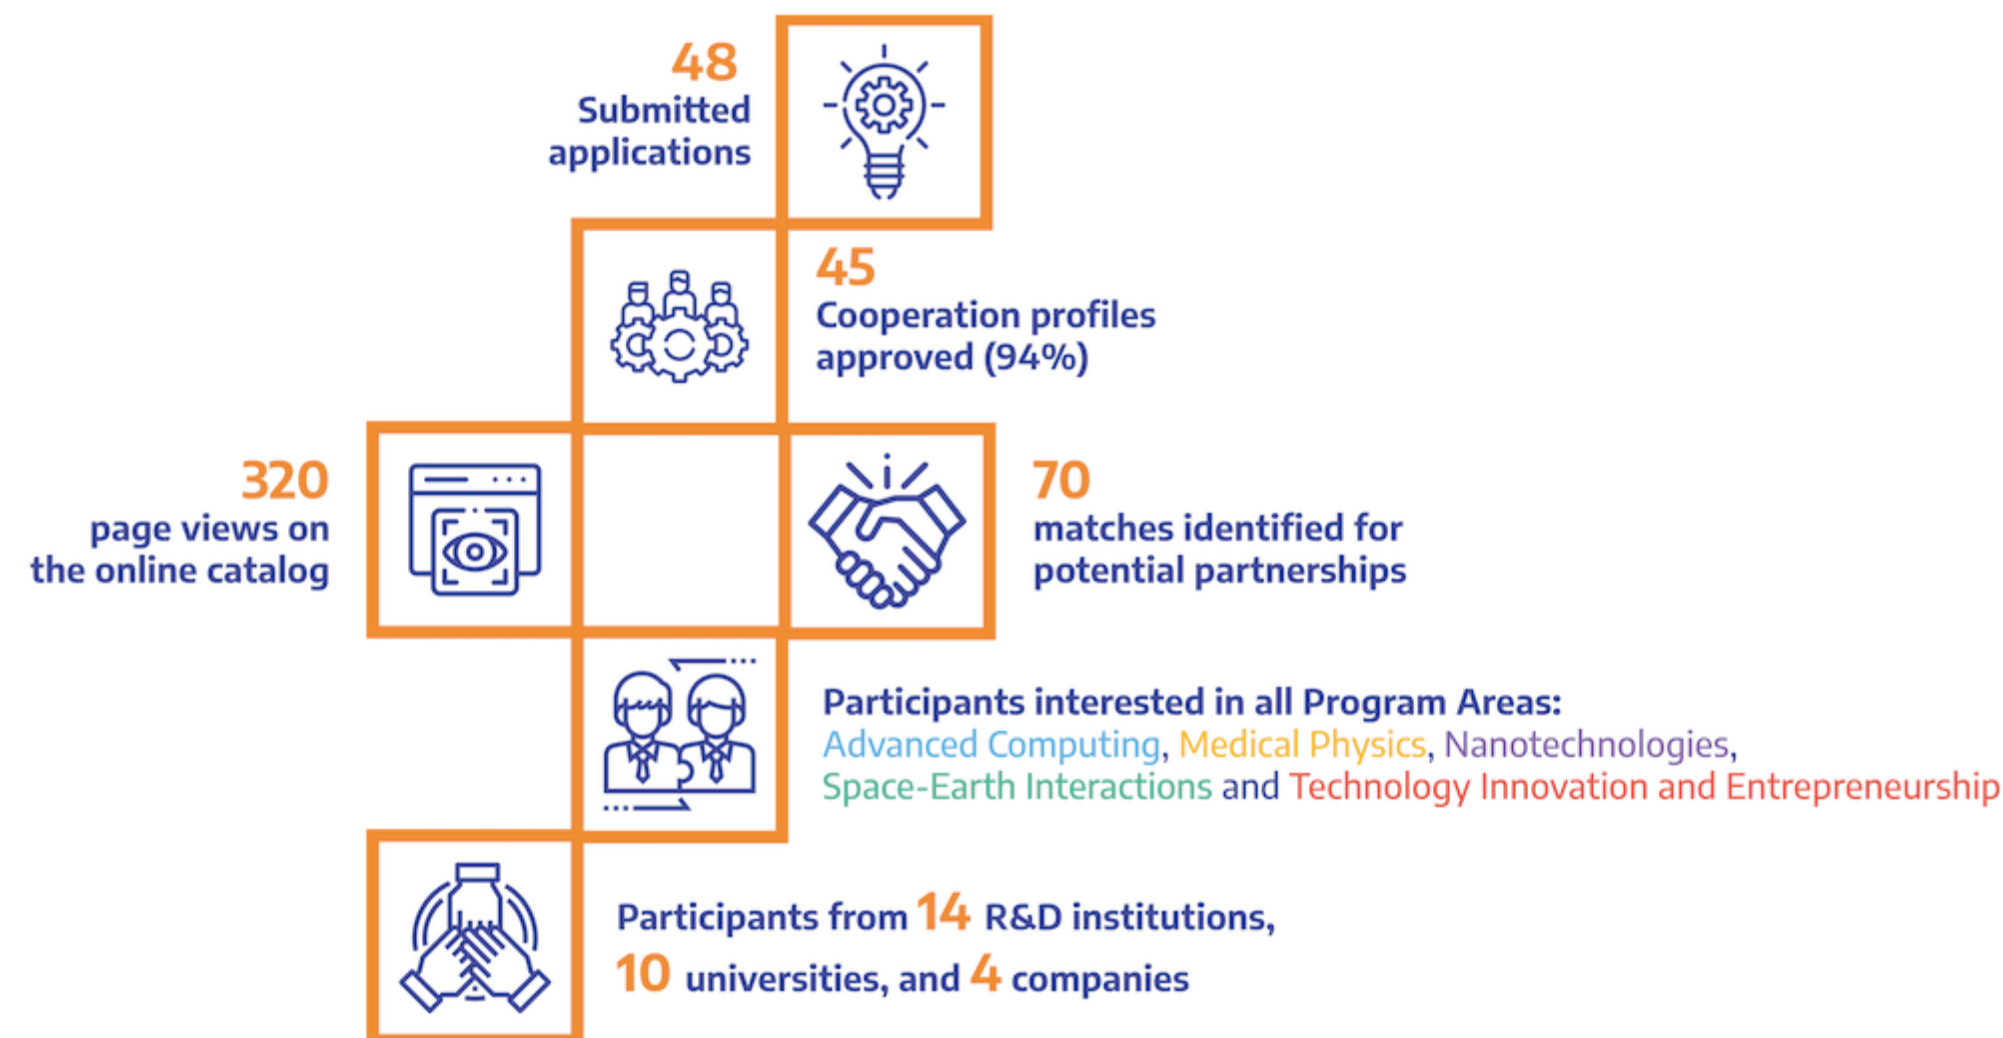 48
Submitted
applications
45
Cooperation profiles
approved (94%)
320
page views on
the online catalog
70
matches identified for
potential partnerships
Participants interested in all Program Areas:
Advanced Computing, Medical Physics, Nanotechnologies,
Space-Earth Interactions and Technology Innovation and Entrepreneurship
Participants from 14 R&D institutions,
10 universities, and 4 companies